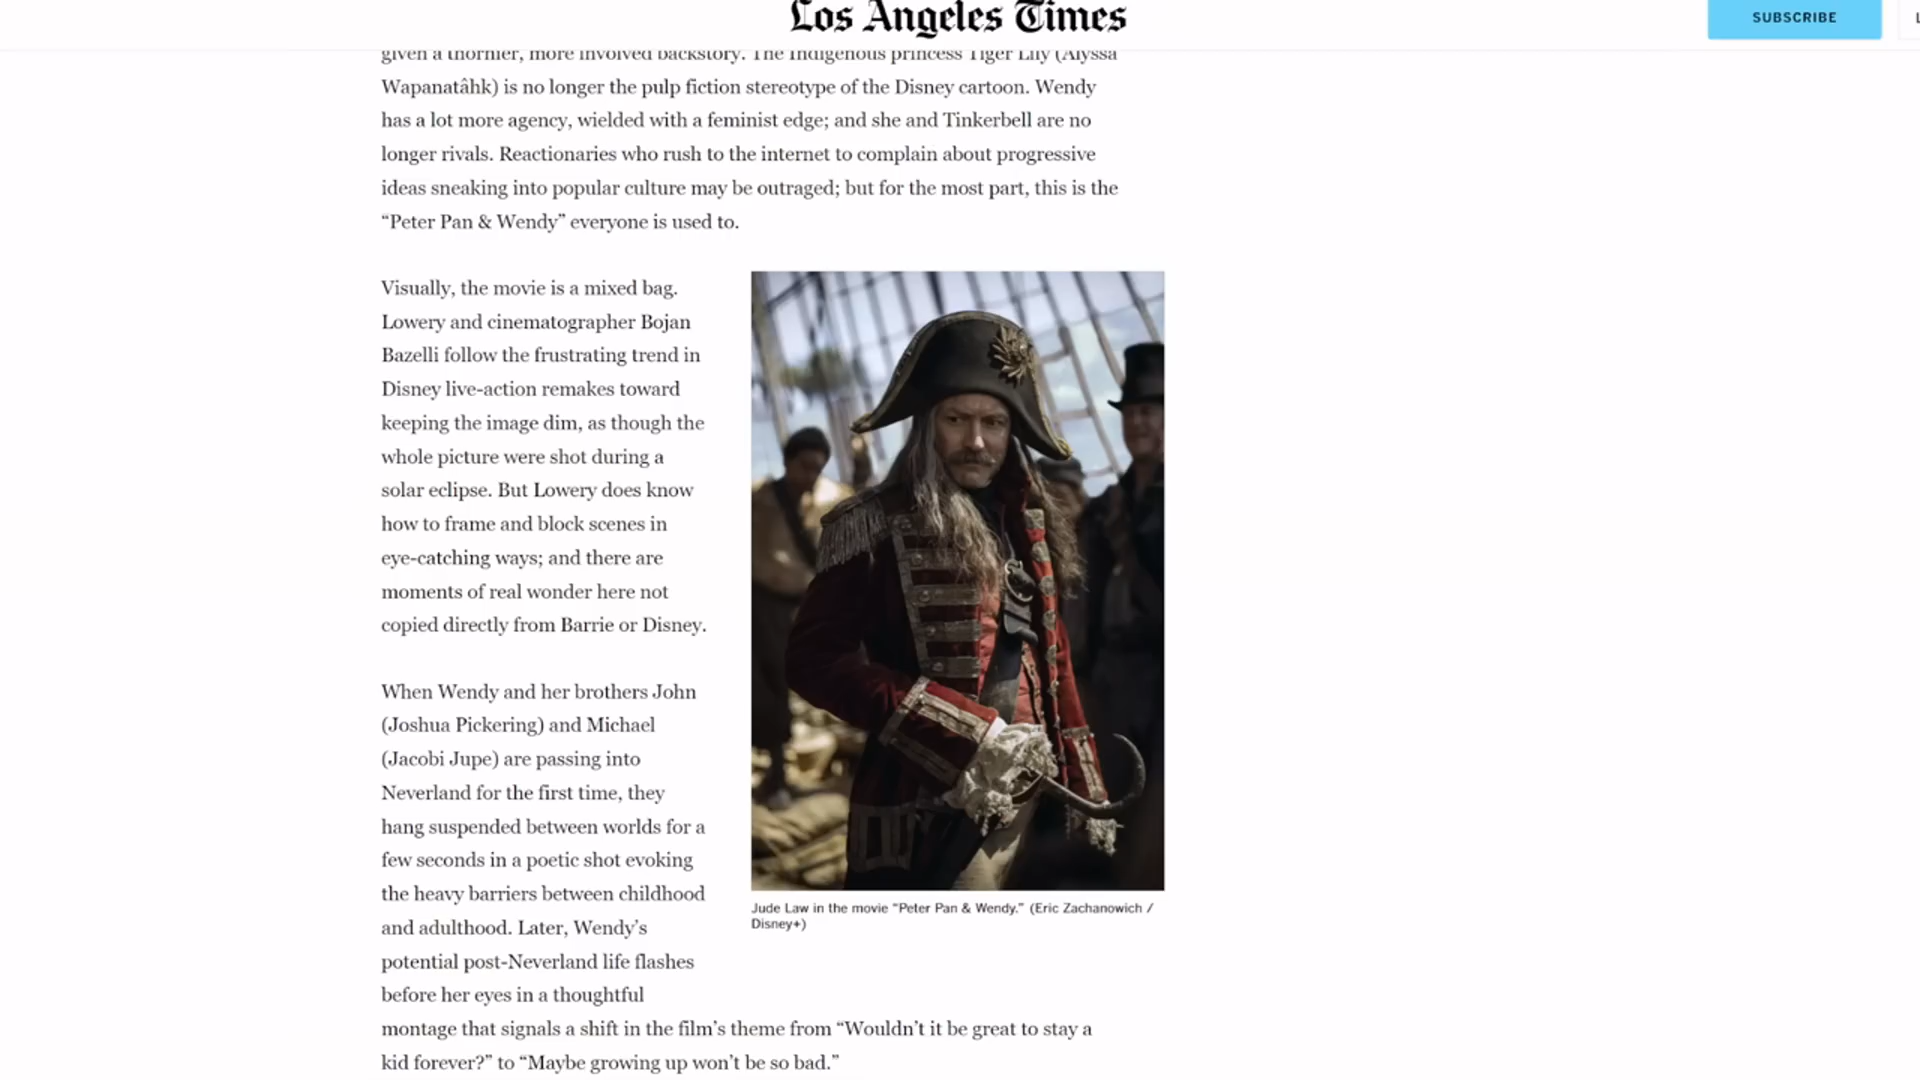 Los Angeles Times
SUBSCRIBE
given a thornier, more involved backstory. The Indigenous princess Tiger Lily (Alyssa
Wapanatâhk) is no longer the pulp fiction stereotype of the Disney cartoon. Wendy
has a lot more agency, wielded with a feminist edge; and she and Tinkerbell are no
longer rivals. Reactionaries who rush to the internet to complain about progressive
ideas sneaking into popular culture may be outraged; but for the most part, this is the
“Peter Pan & Wendy” everyone is used to.
Visually, the movie is a mixed bag.
Lowery and cinematographer Bojan
Bazelli follow the frustrating trend in
Disney live-action remakes toward
keeping the image dim, as though the
whole picture were shot during a
solar eclipse. But Lowery does know
how to frame and block scenes in
eye-catching ways; and there are
moments of real wonder here not
copied directly from Barrie or Disney.
When Wendy and her brothers John
(Joshua Pickering) and Michael
(Jacobi Jupe) are passing into
Neverland for the first time, they
hang suspended between worlds for a
few seconds in a poetic shot evoking
the heavy barriers between childhood
and adulthood. Later, Wendy’s
potential post-Neverland life flashes
before her eyes in a thoughtful
montage that signals a shift in the film’s theme from “Wouldn’t it be great to stay a
kid forever?” to “Maybe growing up won’t be so bad.”
Jude Law in the movie “Peter Pan & Wendy.” (Eric Zachanowich /
Disney+)